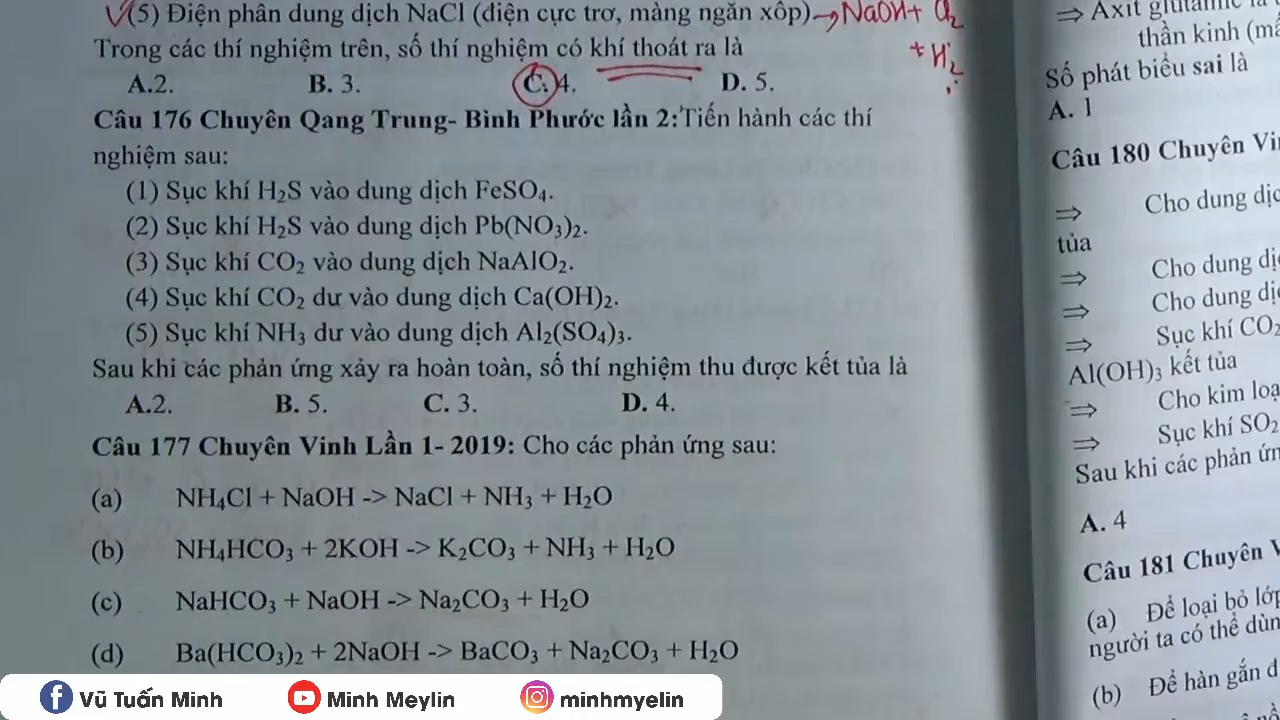 (5) Điện phân dung dịch NaCl (điện cực trơ, màng ngăn xốp) → NaOH + Cl₂
+ H₂
Trong các thí nghiệm trên, số thí nghiệm có khí thoát ra là
A.2. B. 3. C. 4. D. 5.
Câu 176 Chuyên Qang Trung- Bình Phước lần 2: Tiến hành các thí
nghiệm sau:
(1) Sục khí H₂S vào dung dịch FeSO₄.
(2) Sục khí H₂S vào dung dịch Pb(NO₃)₂.
(3) Sục khí CO₂ vào dung dịch NaAlO₂.
(4) Sục khí CO₂ dư vào dung dịch Ca(OH)₂.
(5) Sục khí NH₃ dư vào dung dịch Al₂(SO₄)₃.
Sau khi các phản ứng xảy ra hoàn toàn, số thí nghiệm thu được kết tủa là
A.2. B. 5. C. 3. D. 4.
Câu 177 Chuyên Vinh Lần 1- 2019: Cho các phản ứng sau:
(a) NH₄Cl + NaOH -> NaCl + NH₃ + H₂O
(b) NH₄HCO₃ + 2KOH -> K₂CO₃ + NH₃ + H₂O
(c) NaHCO₃ + NaOH -> Na₂CO₃ + H₂O
(d) Ba(HCO₃)₂ + 2NaOH -> BaCO₃ + Na₂CO₃ + H₂O
⇒ Axit
thần kinh
Số phát biểu sai là
A. 1
Câu 180 Chuyên
⇒ Cho dung
tủa
⇒ Cho dung
⇒ Cho dung
⇒ Sục khí CO₂
Al(OH)₃ kết tủa
⇒ Cho kim
⇒ Sục khí SO₂
Sau khi các phản
A. 4
Câu 181 Chuyên
(a) Để loại bỏ
người ta có thể dùn
(b) Để hàn gắn
Vũ Tuấn Minh Minh Meylin minhmyelin